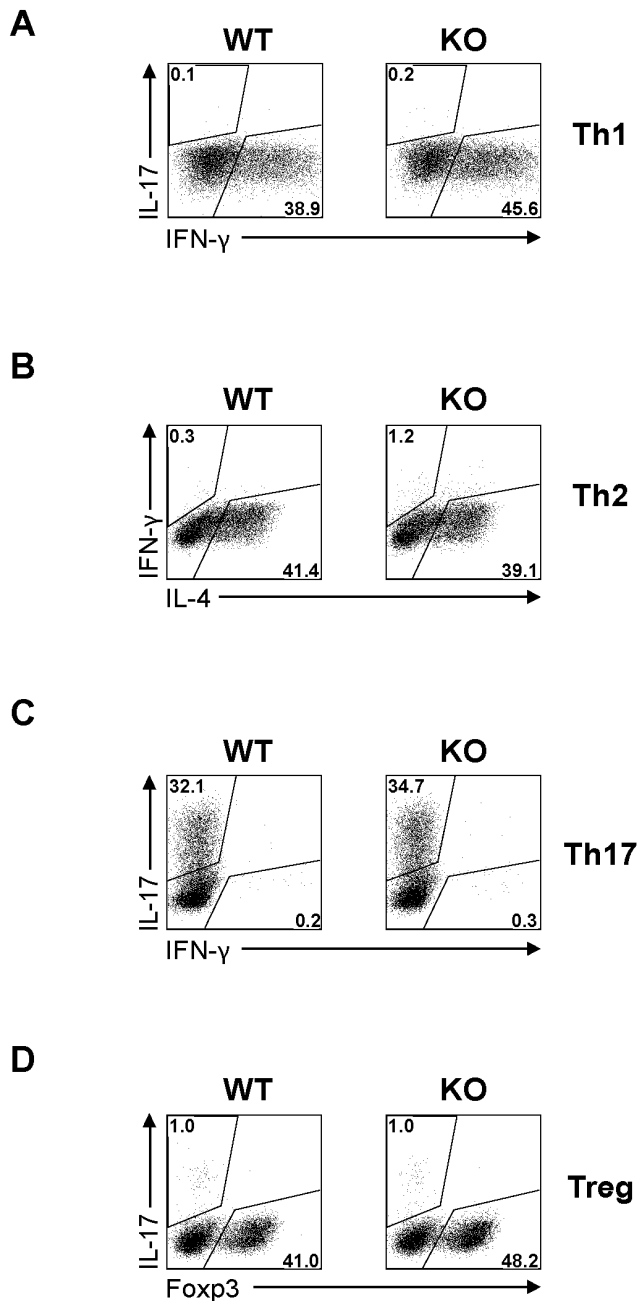 A
WT KO
0.1 0.2
Th1
IL-17
38.9 45.6
IFN-γ
B
WT KO
0.3 1.2
Th2
IFN-γ
41.4 39.1
IL-4
C
WT KO
32.1 34.7
Th17
IL-17
0.2 0.3
IFN-γ
D
WT KO
1.0 1.0
Treg
IL-17
41.0 48.2
Foxp3